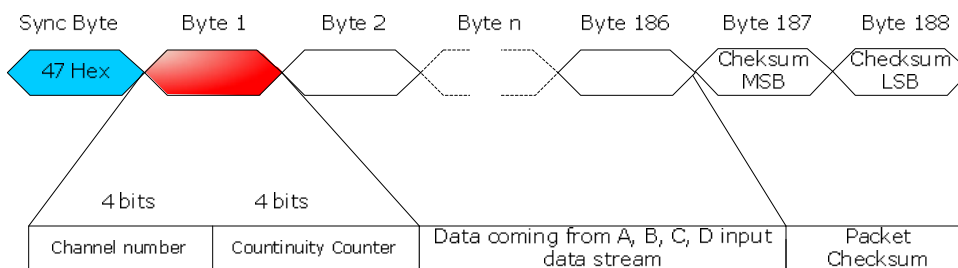 Sync Byte Byte 1 Byte 2 Byte n Byte 186 Byte 187 Byte 188
47 Hex Cheksum MSB Checksum LSB
4 bits 4 bits
Channel number Countinuity Counter Data coming from A, B, C, D input data stream Packet Checksum